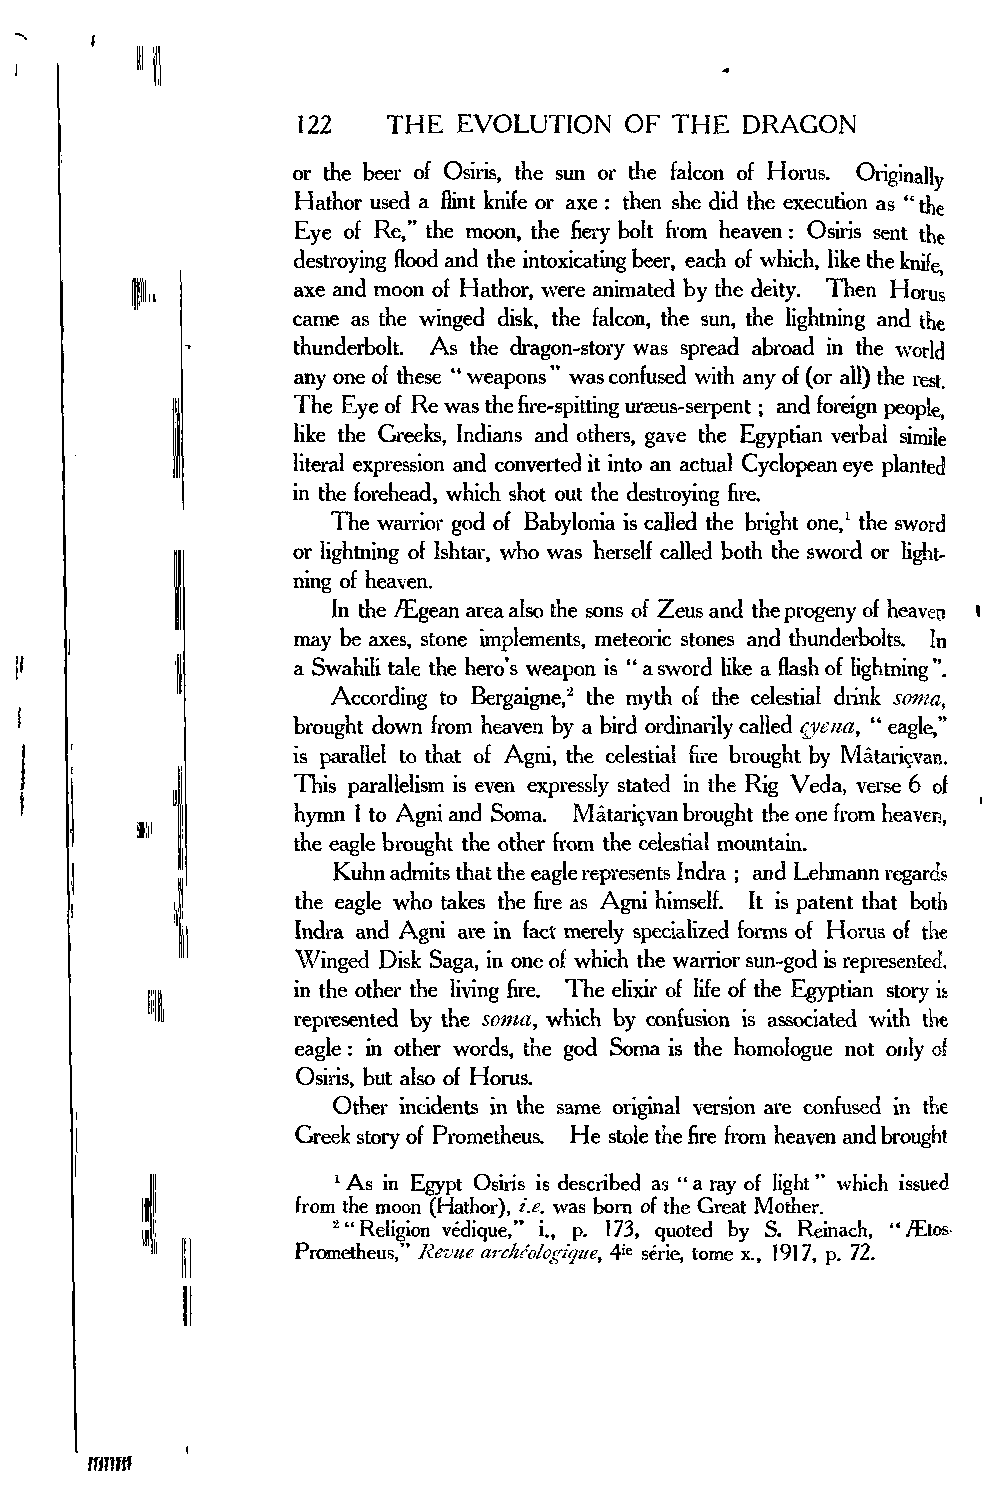 122 THE EVOLUTION OF THE DRAGON
or the beer of Osiris, the sun or the falcon of Horus. Originally
Hathor used a flint knife or axe : then she did the execution as “the
Eye of Re,” the moon, the fiery bolt from heaven : Osiris sent the
destroying flood and the intoxicating beer, each of which, like the knife,
axe and moon of Hathor, were animated by the deity. Then Horus
came as the winged disk, the falcon, the sun, the lightning and the
thunderbolt. As the dragon-story was spread abroad in the world
any one of these “weapons” was confused with any of (or all) the rest.
The Eye of Re was the fire-spitting uræus-serpent ; and foreign people,
like the Greeks, Indians and others, gave the Egyptian verbal simile
literal expression and converted it into an actual Cyclopean eye planted
in the forehead, which shot out the destroying fire.
The warrior god of Babylonia is called the bright one,¹ the sword
or lightning of Ishtar, who was herself called both the sword or light-
ning of heaven.
In the Ægean area also the sons of Zeus and the progeny of heaven
may be axes, stone implements, meteoric stones and thunderbolts. In
a Swahili tale the hero's weapon is “a sword like a flash of lightning”.
According to Bergaigne,² the myth of the celestial drink soma,
brought down from heaven by a bird ordinarily called çyena, “eagle,”
is parallel to that of Agni, the celestial fire brought by Mâtariçvan.
This parallelism is even expressly stated in the Rig Veda, verse 6 of
hymn I to Agni and Soma. Mâtariçvan brought the one from heaven,
the eagle brought the other from the celestial mountain.
Kuhn admits that the eagle represents Indra ; and Lehmann regards
the eagle who takes the fire as Agni himself. It is patent that both
Indra and Agni are in fact merely specialized forms of Horus of the
Winged Disk Saga, in one of which the warrior sun-god is represented,
in the other the living fire. The elixir of life of the Egyptian story is
represented by the soma, which by confusion is associated with the
eagle : in other words, the god Soma is the homologue not only of
Osiris, but also of Horus.
Other incidents in the same original version are confused in the
Greek story of Prometheus. He stole the fire from heaven and brought
¹ As in Egypt Osiris is described as “a ray of light” which issued
from the moon (Hathor), i.e. was born of the Great Mother.
² “Religion védique,” i., p. 173, quoted by S. Reinach, “Ætos-
Prometheus,” Revue archéologique, 4ie série, tome x., 1917, p. 72.